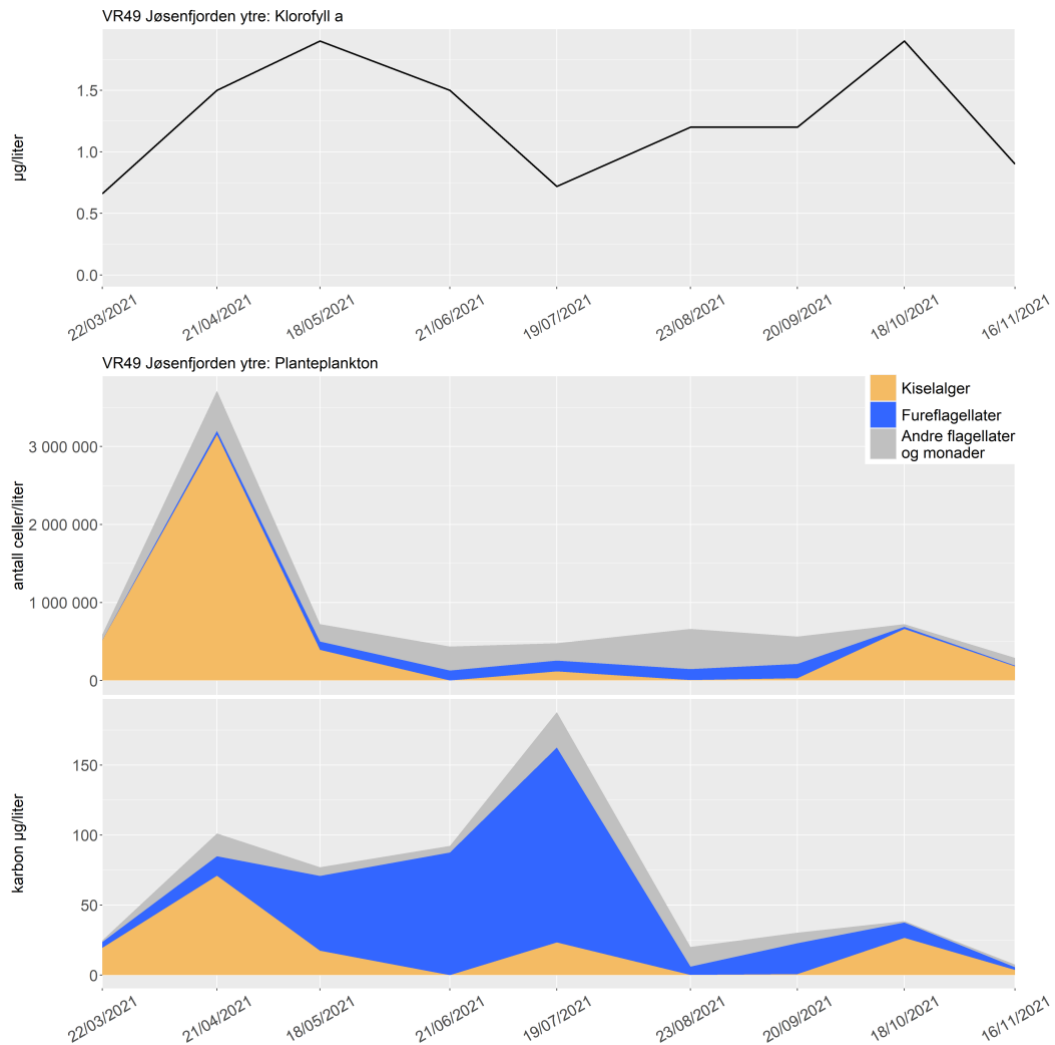 VR49 Jøsenfjorden ytre: Klorofyll a
µg/liter
1.5
1.0
0.5
0.0
22/03/2021 21/04/2021 18/05/2021 21/06/2021 19/07/2021 23/08/2021 20/09/2021 18/10/2021 16/11/2021
VR49 Jøsenfjorden ytre: Planteplankton
Kiselalger
Fureflagellater
Andre flagellater
og monader
antall celler/liter
3 000 000
2 000 000
1 000 000
0
karbon µg/liter
150
100
50
0
22/03/2021 21/04/2021 18/05/2021 21/06/2021 19/07/2021 23/08/2021 20/09/2021 18/10/2021 16/11/2021